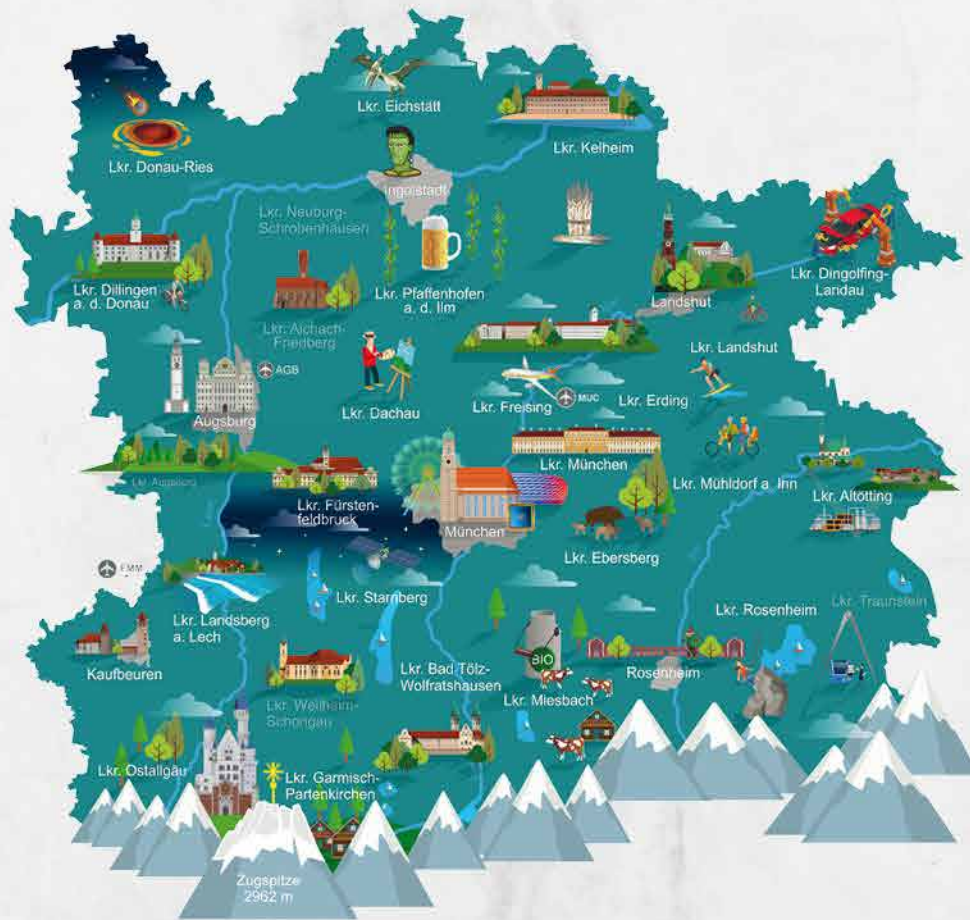 Lkr. Eichstätt
Lkr. Donau-Ries
Lkr. Kelheim
Ingolstadt
Lkr. Neuburg-
Schrobenhausen
Lkr. Dillingen
a. d. Donau
Lkr. Pfaffenhofen
a. d. Ilm
Landshut
Lkr. Dingolfing-
Landau
Lkr. Aichach-
Friedberg
Lkr. Landshut
AGB
Lkr. Dachau
Lkr. Freising
MUC
Lkr. Erding
Augsburg
Lkr. Augsburg
Lkr. München
Lkr. Mühldorf a. Inn
Lkr. Altötting
Lkr. Fürsten-
feldbruck
München
Lkr. Ebersberg
FMM
Lkr. Starnberg
Lkr. Landsberg
a. Lech
Lkr. Rosenheim
Lkr. Traunstein
Kaufbeuren
BIO
Rosenheim
Lkr. Bad Tölz-
Wolfratshausen
Lkr. Miesbach
Lkr. Weilheim-
Schongau
Lkr. Ostallgäu
Lkr. Garmisch-
Partenkirchen
Zugspitze
2962 m